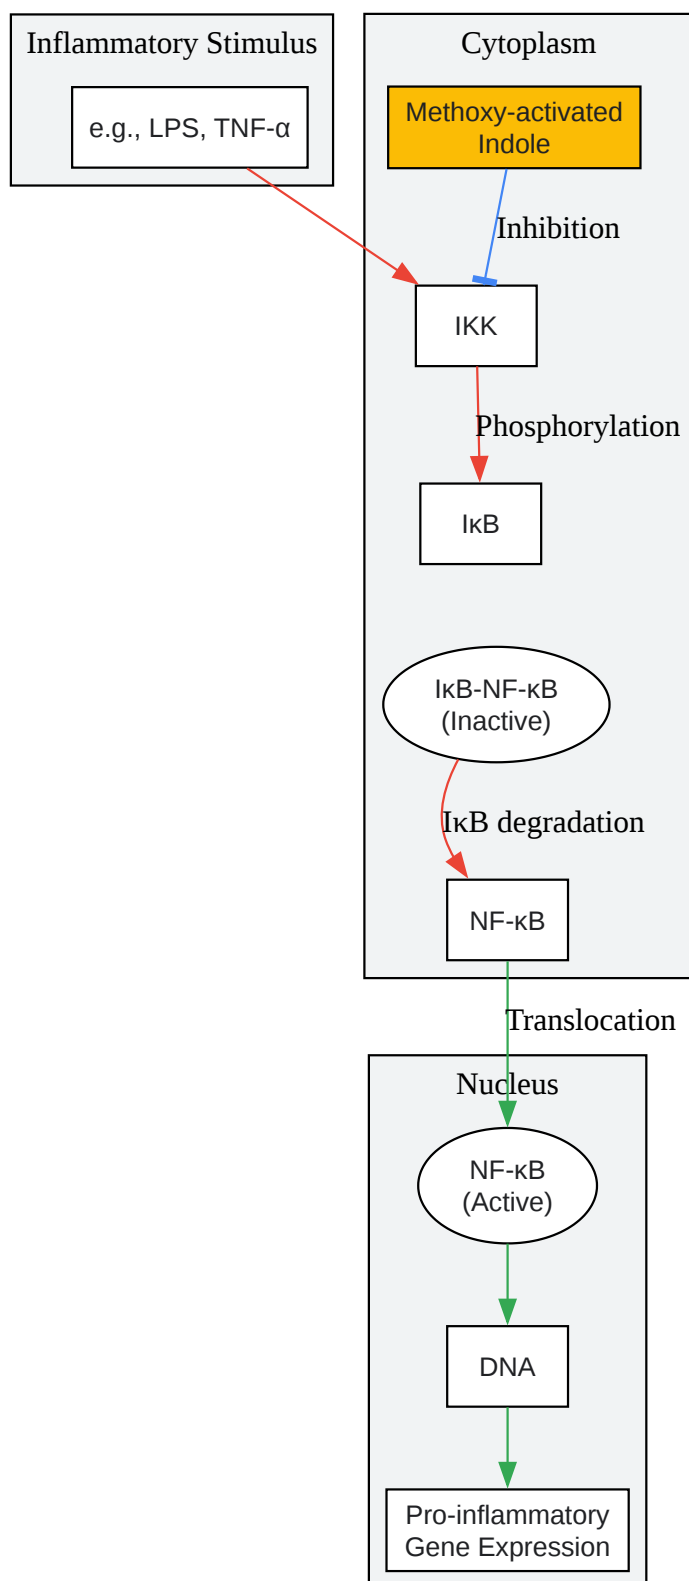 Inflammatory Stimulus
e.g., LPS, TNF-α
Cytoplasm
Methoxy-activated
Indole
Inhibition
IKK
Phosphorylation
IκB
IκB-NF-κB
(Inactive)
IκB degradation
NF-κB
Translocation
Nucleus
NF-κB
(Active)
DNA
Pro-inflammatory
Gene Expression